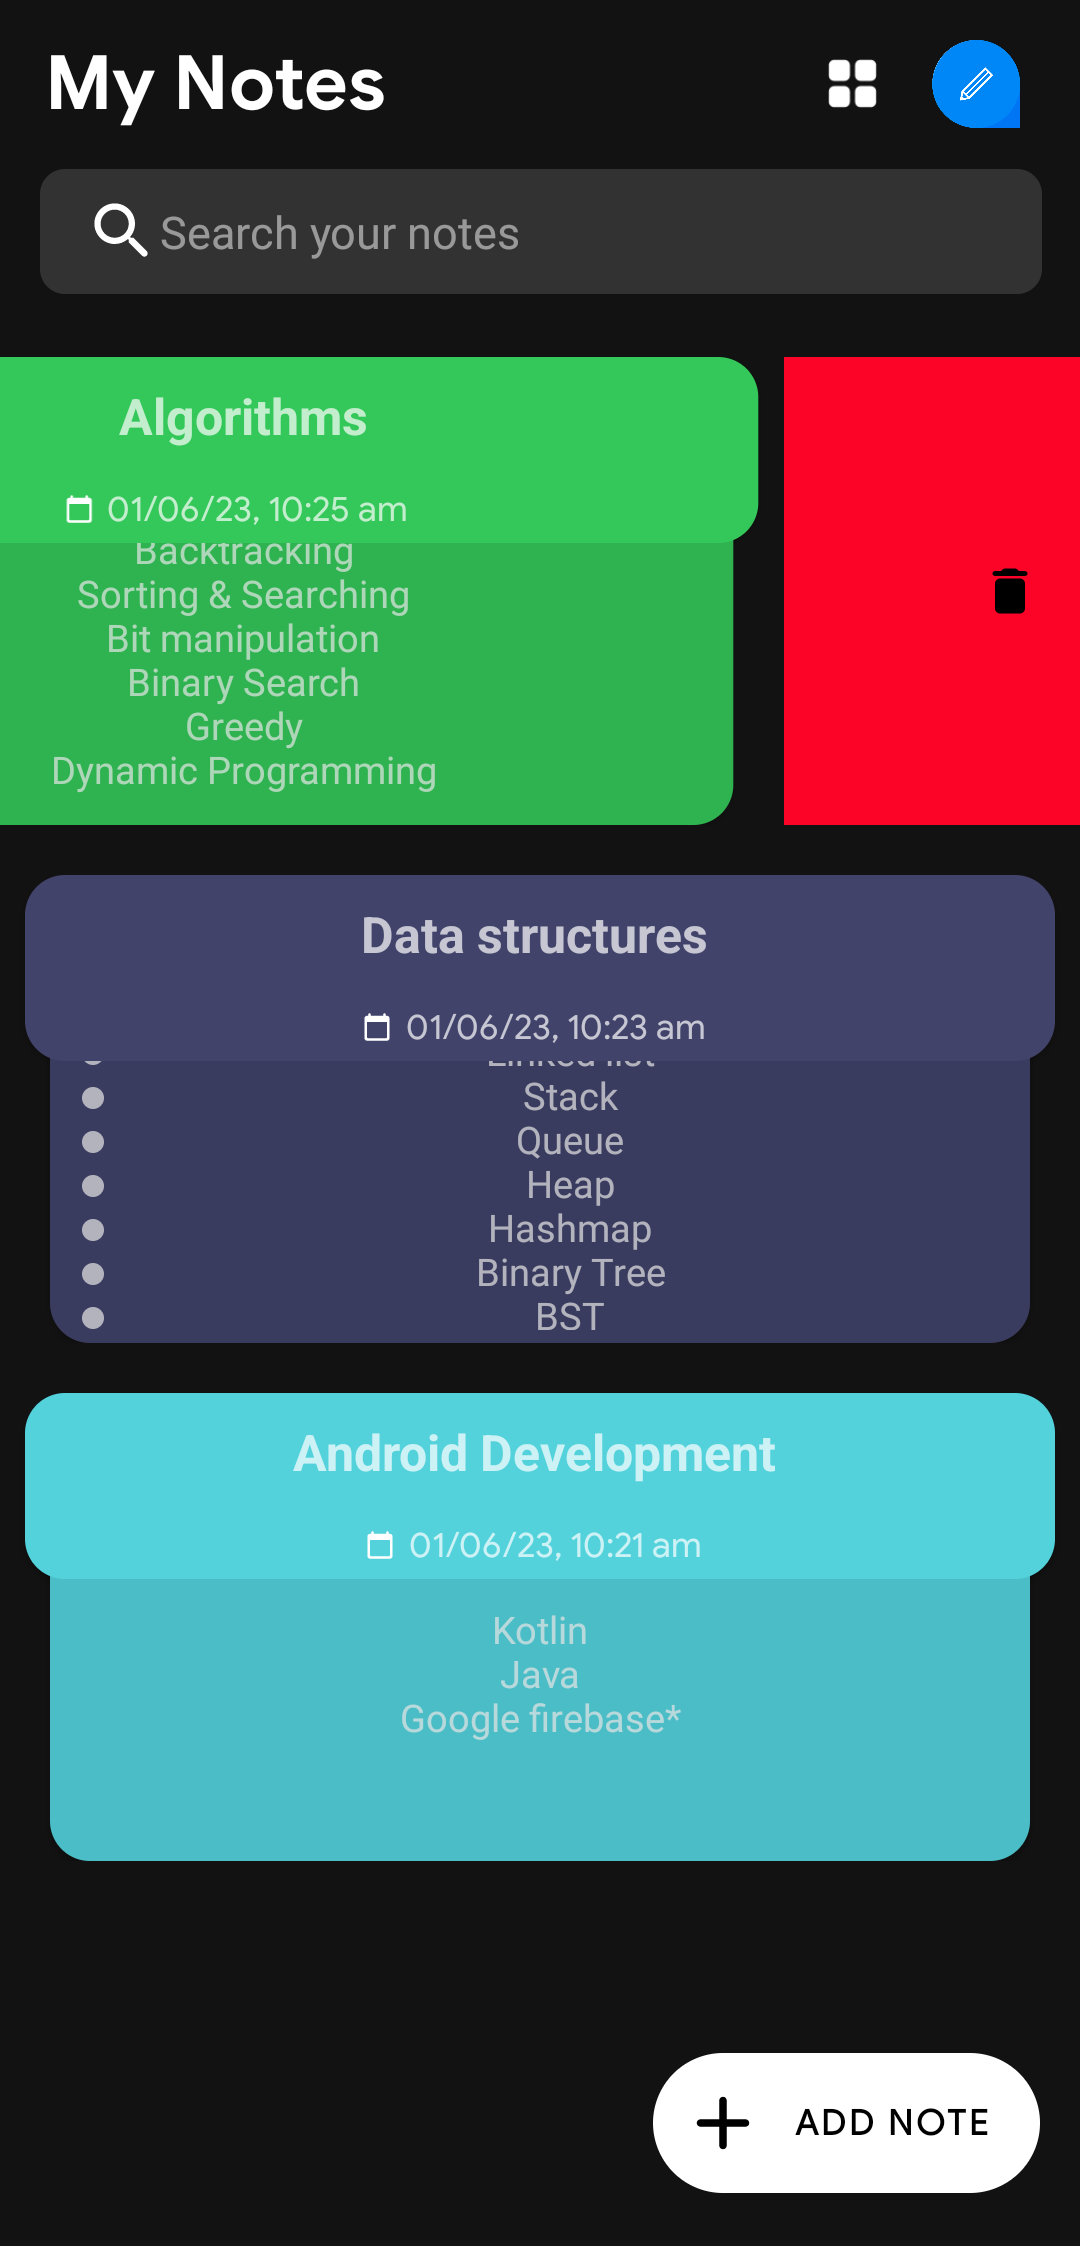 My Notes
Search your notes
Algorithms
01/06/23, 10:25 am
Backtracking
Sorting & Searching
Bit manipulation
Binary Search
Greedy
Dynamic Programming
Data structures
01/06/23, 10:23 am
Linked list
Stack
Queue
Heap
Hashmap
Binary Tree
BST
Android Development
01/06/23, 10:21 am
Kotlin
Java
Google firebase*
ADD NOTE